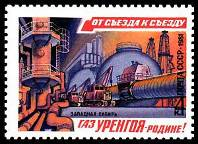 ОТ СЪЕЗДА К СЪЕЗДУ
ПОЧТА СССР · 1981
ЗАПАДНАЯ СИБИРЬ
ГАЗ УРЕНГОЯ-РОДИНЕ!